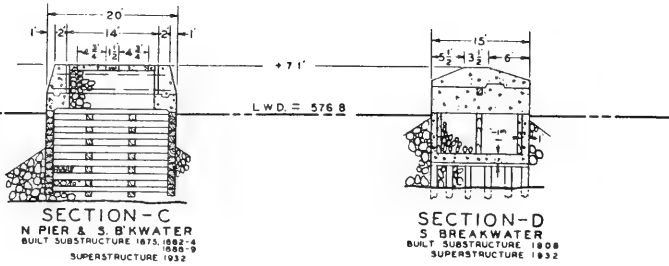 20'
15'
1' 2' 14' 2' 1'
4 3/4' 1 1/2' 4 3/4'
5 1/2' 3 1/2' 6'
+7.1'
L.W.D. = 576.8
1'
SECTION-C
N PIER & S. B'KWATER
BUILT SUBSTRUCTURE 1875, 1882-4
1888-9
SUPERSTRUCTURE 1932
SECTION-D
S BREAKWATER
BUILT SUBSTRUCTURE 1908
SUPERSTRUCTURE 1932